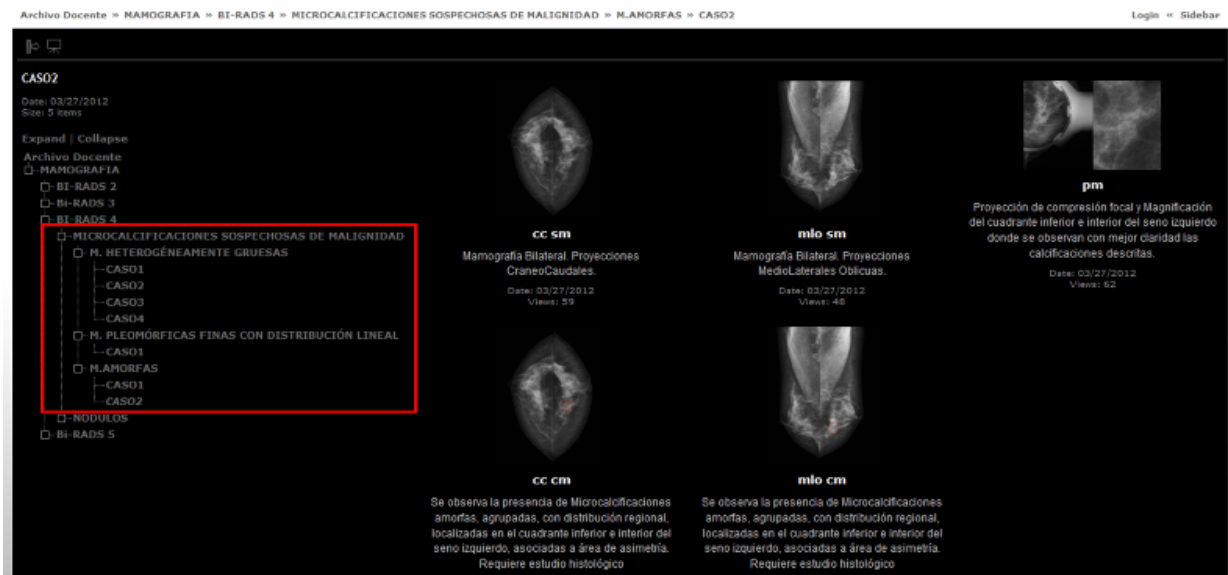 Archivo Docente » MAMOGRAFIA » BI-RADS 4 » MICROCALCIFICACIONES SOSPECHOSAS DE MALIGNIDAD » M.AMORFAS » CASO2
Login « Sidebar
CASO2
Date: 03/27/2012
Size: 5 items
Expand | Collapse
Archivo Docente
MAMOGRAFIA
BI-RADS 2
Bi-RADS 3
BI-RADS 4
MICROCALCIFICACIONES SOSPECHOSAS DE MALIGNIDAD
M. HETEROGÉNEAMENTE GRUESAS
CASO1
CASO2
CASO3
CASO4
M. PLEOMÓRFICAS FINAS CON DISTRIBUCIÓN LINEAL
CASO1
M.AMORFAS
CASO1
CASO2
NODULOS
Bi-RADS 5
cc sm
Mamografía Bilateral. Proyecciones
CraneoCaudales.
Date: 03/27/2012
Views: 59
mlo sm
Mamografía Bilateral. Proyecciones
MedioLaterales Oblicuas.
Date: 03/27/2012
Views: 48
pm
Proyección de compresión focal y Magnificación
del cuadrante inferior e interior del seno izquierdo
donde se observan con mejor claridad las
calcificaciones descritas.
Date: 03/27/2012
Views: 62
cc cm
Se observa la presencia de Microcalcificaciones
amorfas, agrupadas, con distribución regional,
localizadas en el cuadrante inferior e interior del
seno izquierdo, asociadas a área de asimetría.
Requiere estudio histológico
mlo cm
Se observa la presencia de Microcalcificaciones
amorfas, agrupadas, con distribución regional,
localizadas en el cuadrante inferior e interior del
seno izquierdo, asociadas a área de asimetría.
Requiere estudio histológico